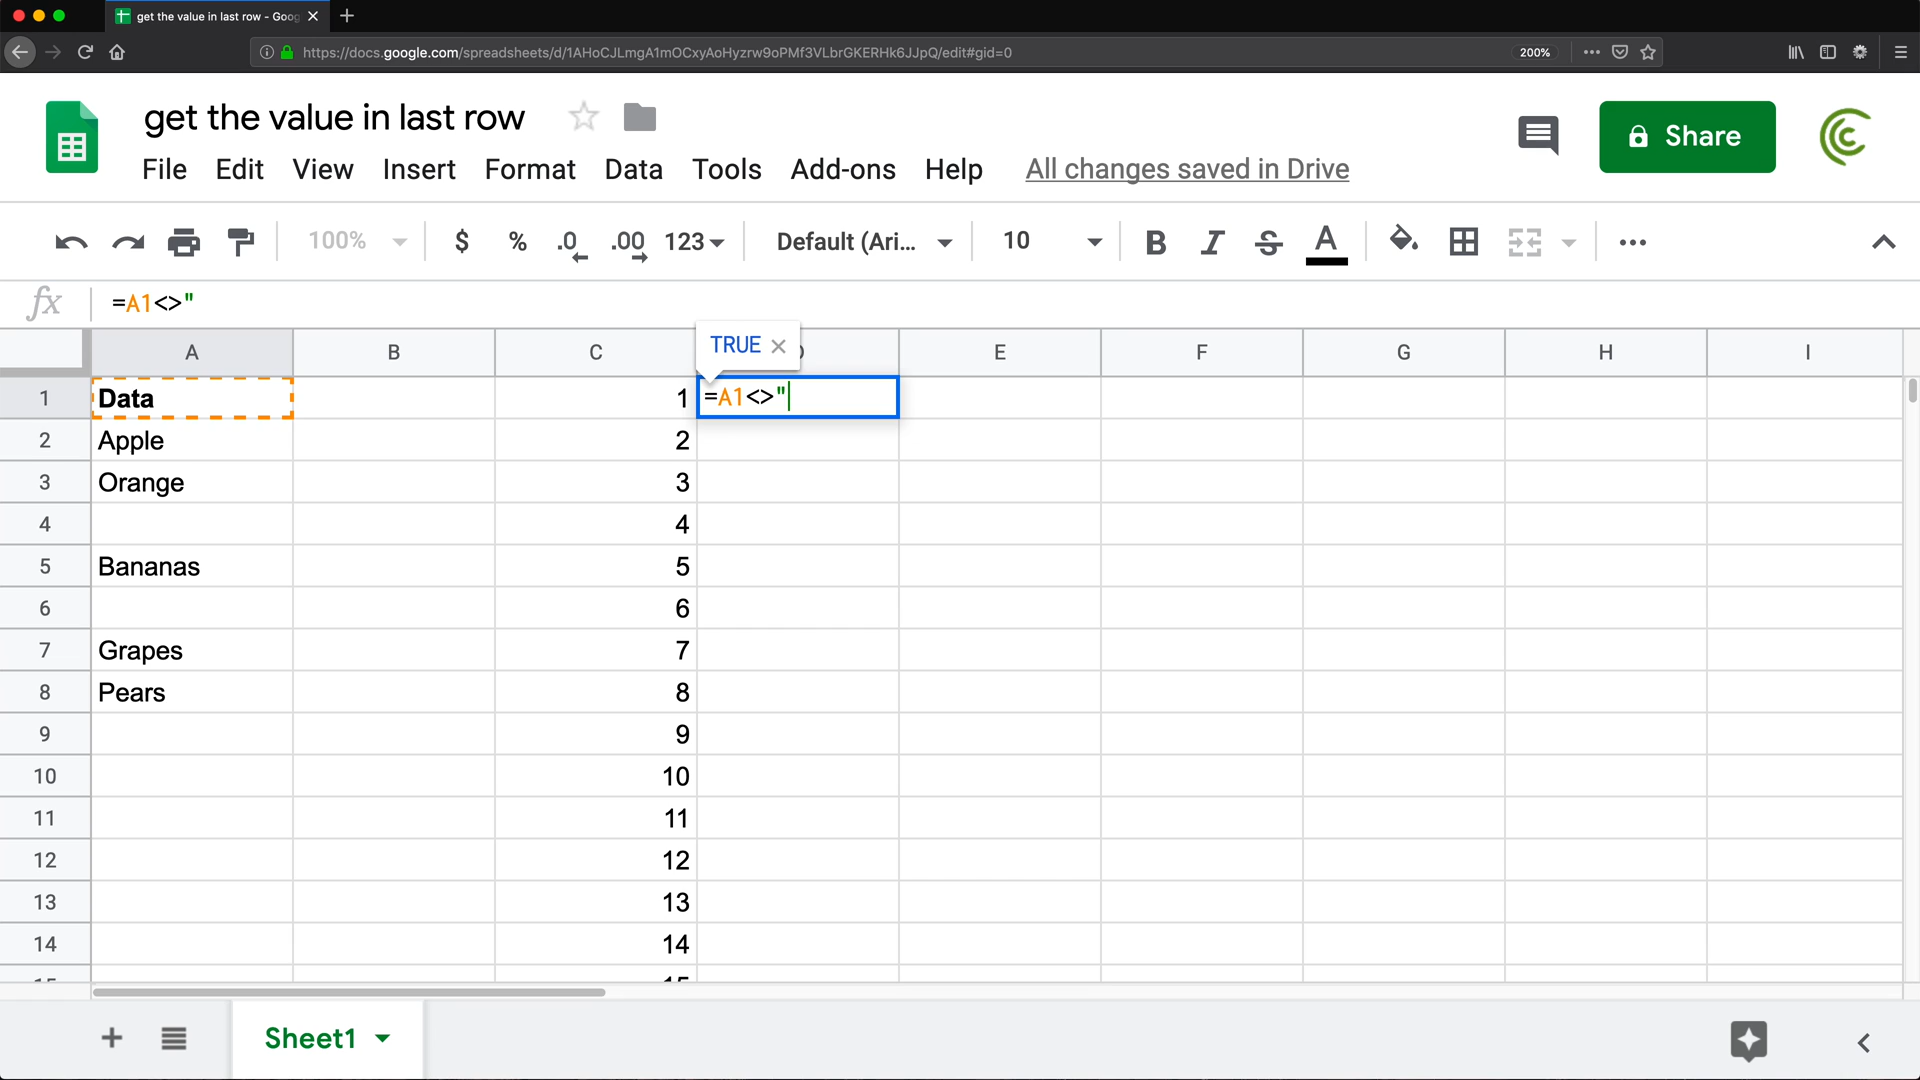 get the value in last row - Goog
https://docs.google.com/spreadsheets/d/1AHoCJLmgA1mOCxyAoHyzrw9oPMf3VLbrGKERHk6JJpQ/edit#gid=0 200%
get the value in last row
Share
File Edit View Insert Format Data Tools Add-ons Help All changes saved in Drive
100% $ % .0 .00 123 Default (Ari... 10 B I S A
fx =A1<>"
TRUE
A B C E F G H I
1 Data 1 =A1<>"
2 Apple 2
3 Orange 3
4 4
5 Bananas 5
6 6
7 Grapes 7
8 Pears 8
9 9
10 10
11 11
12 12
13 13
14 14
15 15
Sheet1